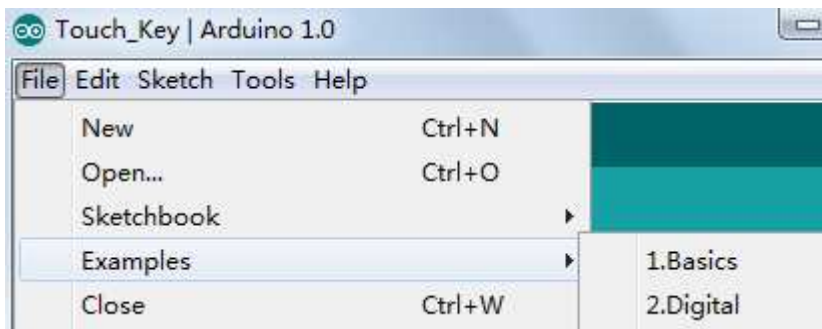 Touch_Key | Arduino 1.0
File Edit Sketch Tools Help
New Ctrl+N
Open... Ctrl+O
Sketchbook
Examples 1.Basics
Close Ctrl+W 2.Digital